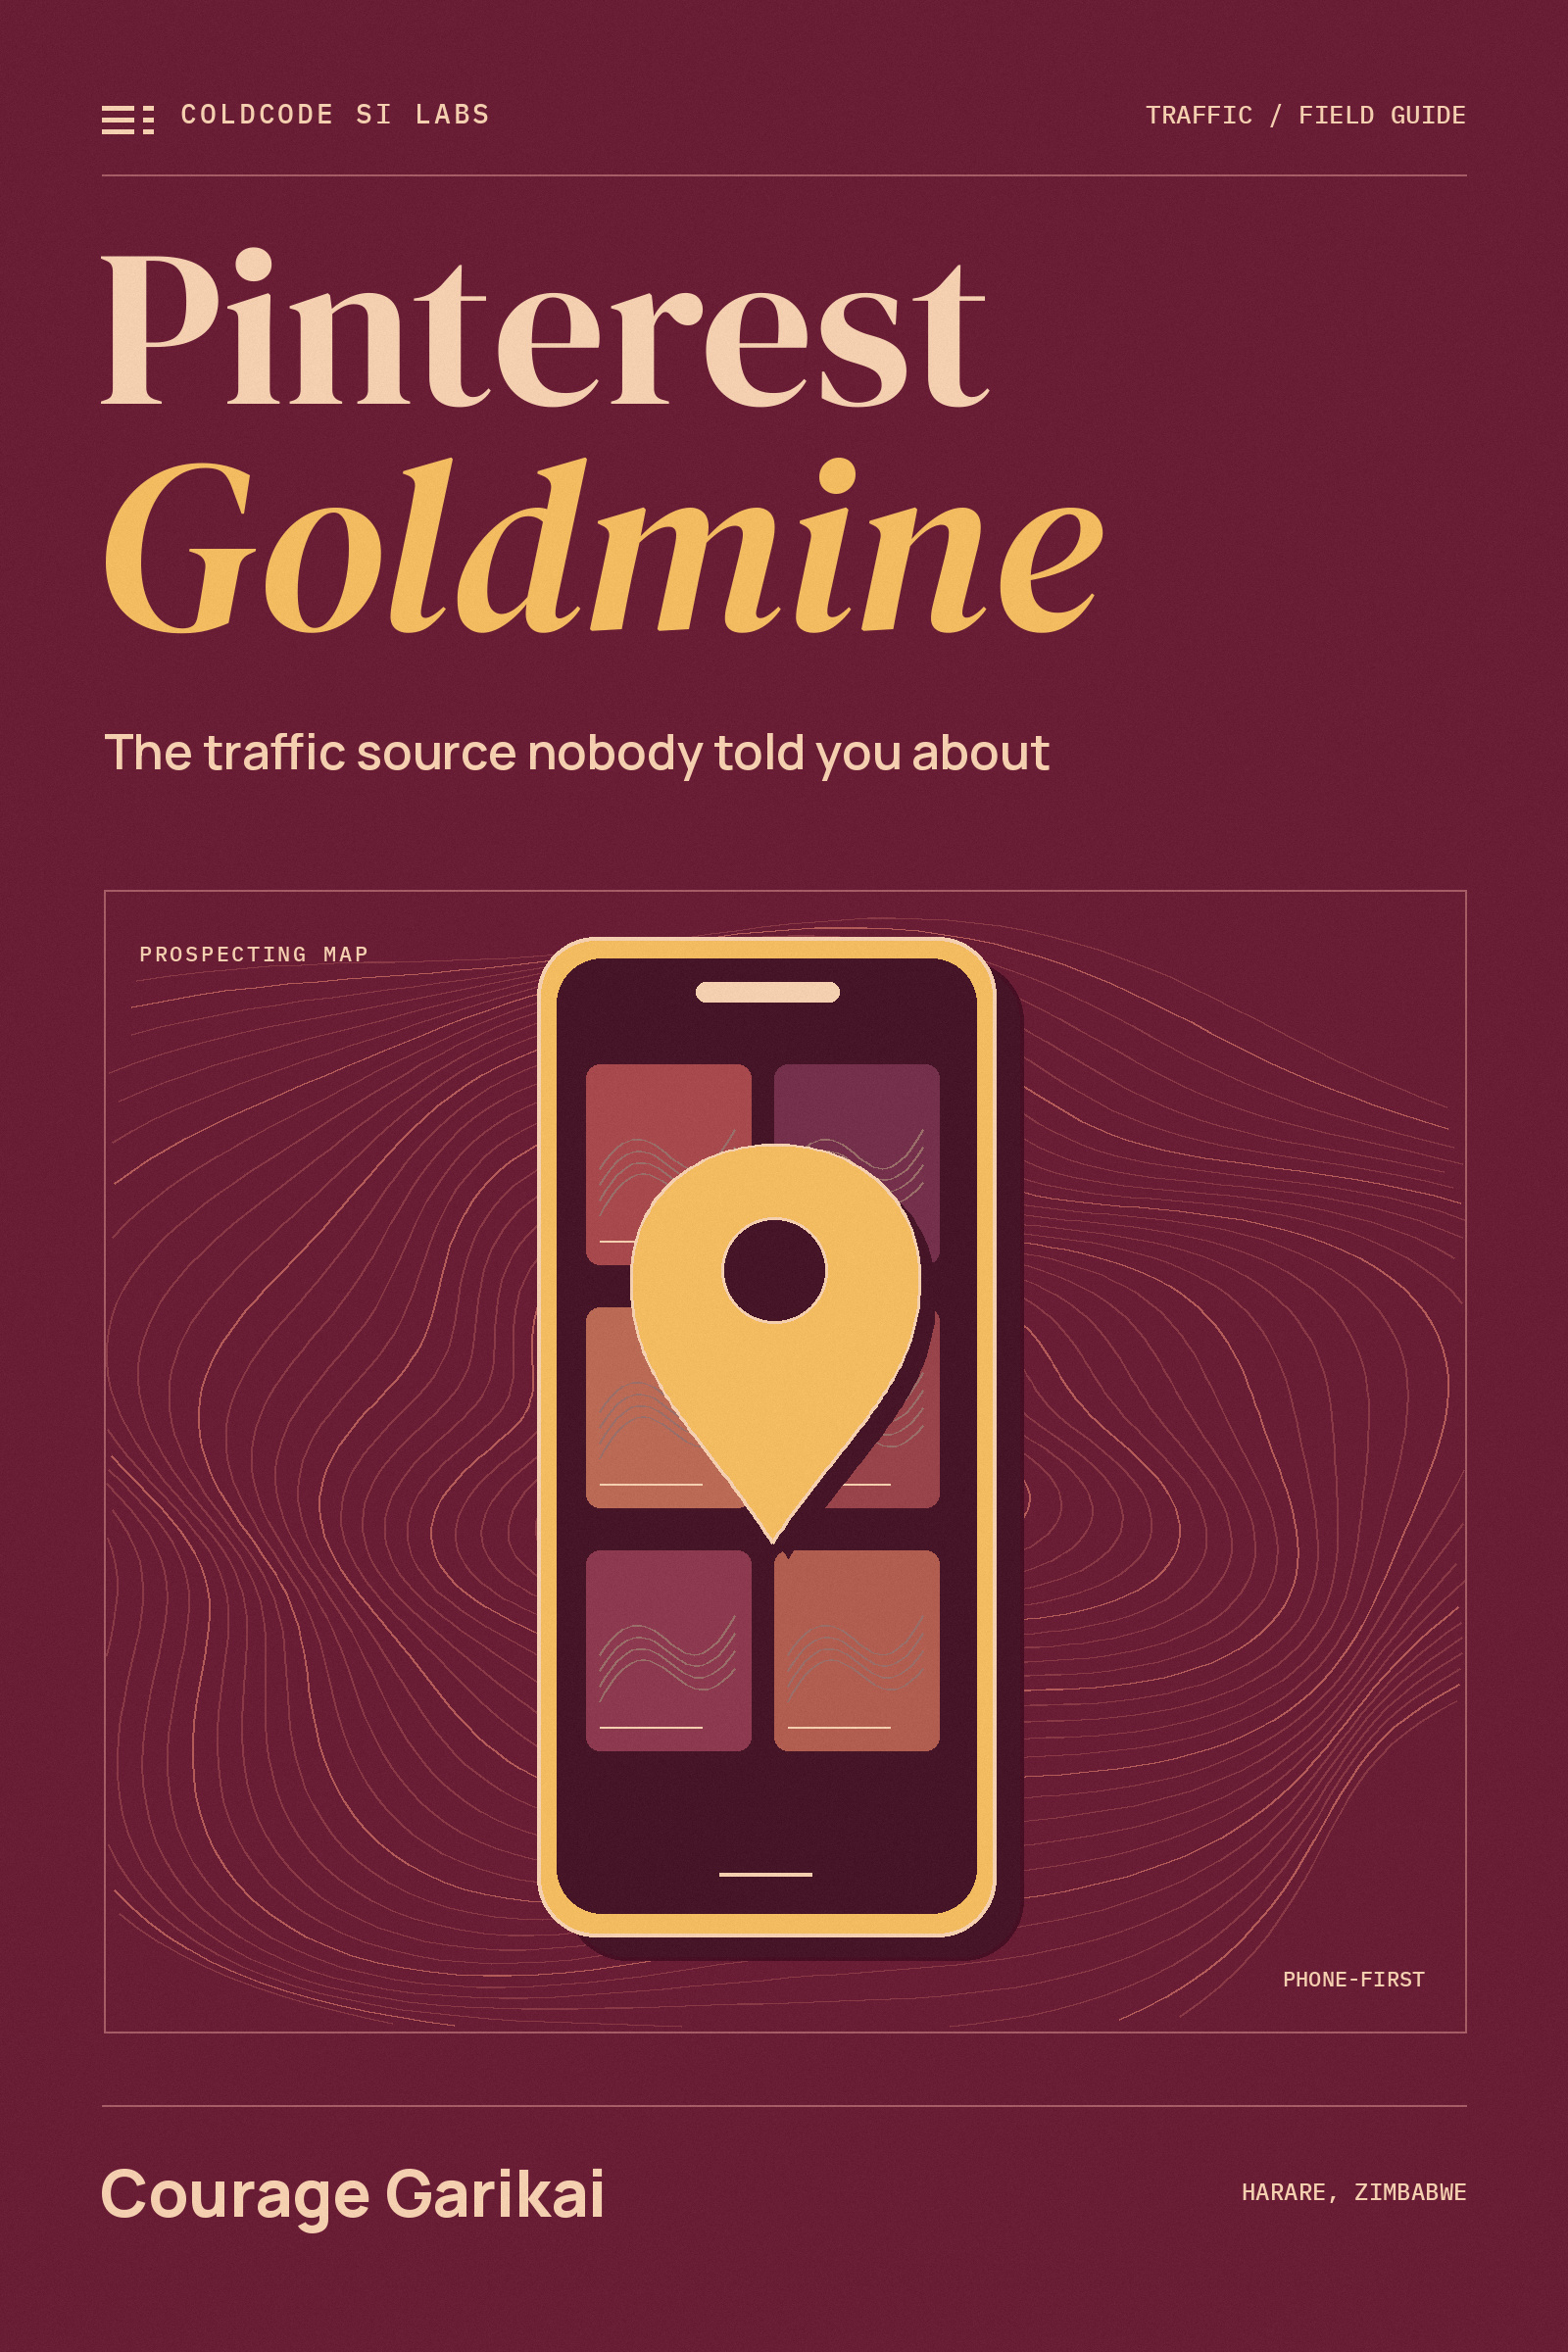 COLDCODE SI LABS
TRAFFIC / FIELD GUIDE
Pinterest
Goldmine
The traffic source nobody told you about
PROSPECTING MAP
PHONE-FIRST
Courage Garikai
HARARE, ZIMBABWE